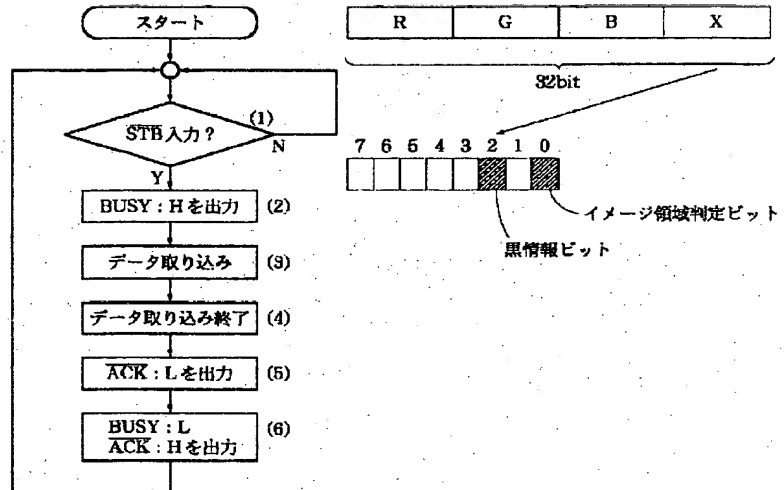 スタート
(1)
STB入力?
N
Y
BUSY:Hを出力 (2)
データ取り込み (3)
データ取り込み終了 (4)
ACK:Lを出力 (5)
BUSY:L (6)
ACK:Hを出力
R G B X
32bit
7 6 5 4 3 2 1 0
イメージ領域判定ビット
黒情報ビット